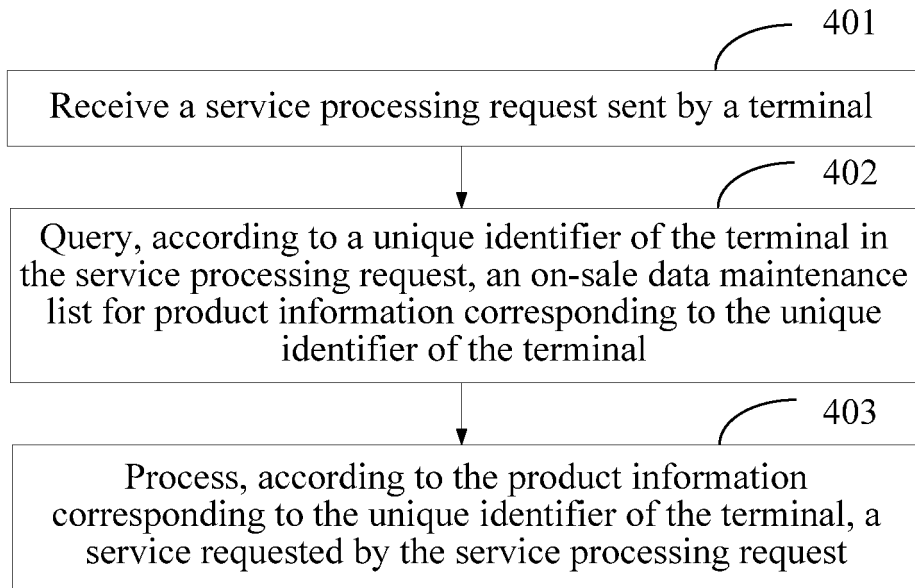 401
Receive a service processing request sent by a terminal
402
Query, according to a unique identifier of the terminal in
the service processing request, an on-sale data maintenance
list for product information corresponding to the unique
identifier of the terminal
403
Process, according to the product information
corresponding to the unique identifier of the terminal, a
service requested by the service processing request